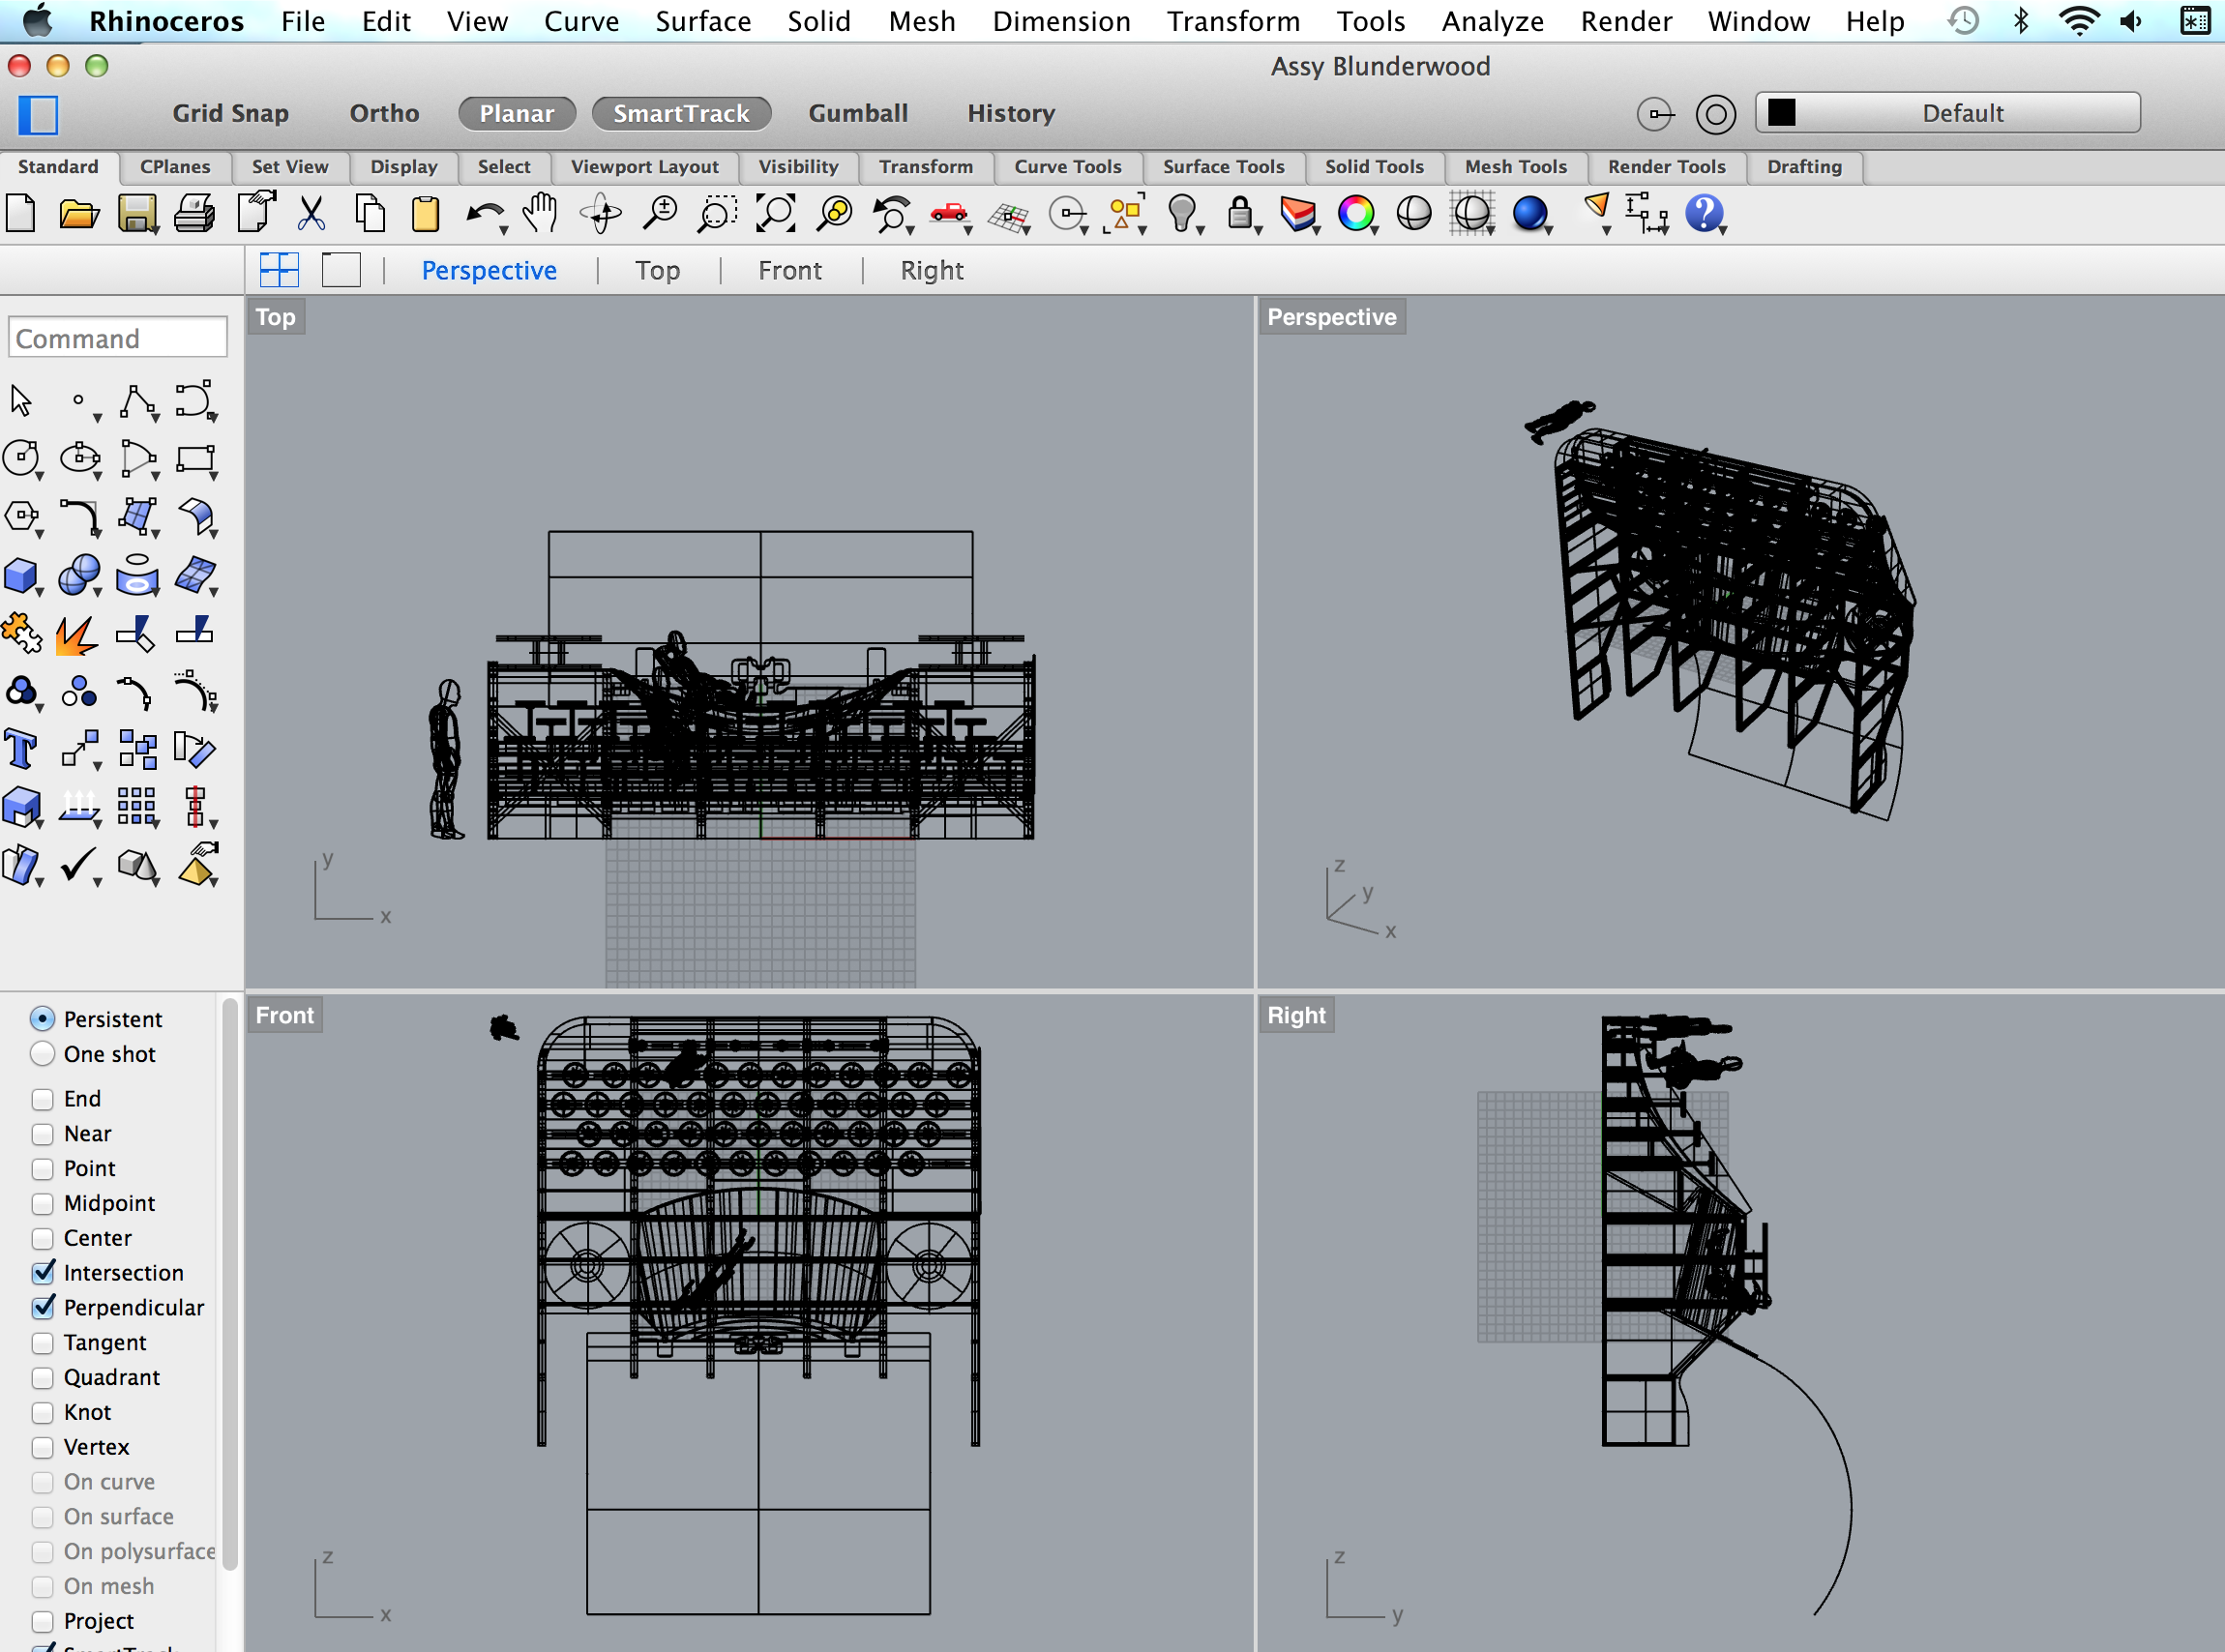 Rhinoceros File Edit View Curve Surface Solid Mesh Dimension Transform Tools Analyze Render Window Help
Assy Blunderwood
Grid Snap Ortho Planar SmartTrack Gumball History Default
Standard CPlanes Set View Display Select Viewport Layout Visibility Transform Curve Tools Surface Tools Solid Tools Mesh Tools Render Tools Drafting
Perspective Top Front Right
Command
Top
y
x
Perspective
z
y
x
Persistent
One shot
End
Near
Point
Midpoint
Center
Intersection
Perpendicular
Tangent
Quadrant
Knot
Vertex
On curve
On surface
On polysurface
On mesh
Project
SmartTrack
Front
z
x
Right
z
y